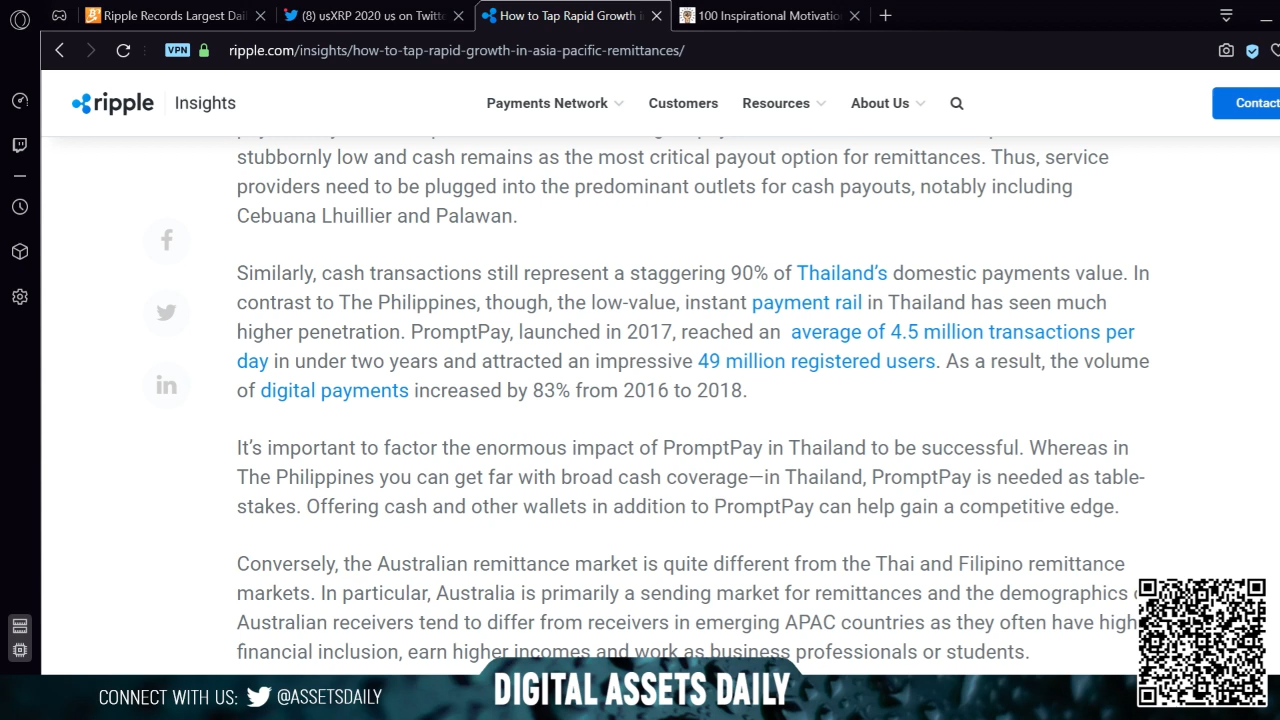 Ripple Records Largest Dai
(8) usXRP 2020 us on Twitte
How to Tap Rapid Growth i
100 Inspirational Motivatio
VPN
ripple.com/insights/how-to-tap-rapid-growth-in-asia-pacific-remittances/
ripple
Insights
Payments Network
Customers
Resources
About Us
Contact
stubbornly low and cash remains as the most critical payout option for remittances. Thus, service
providers need to be plugged into the predominant outlets for cash payouts, notably including
Cebuana Lhuillier and Palawan.
Similarly, cash transactions still represent a staggering 90% of Thailand's domestic payments value. In
contrast to The Philippines, though, the low-value, instant payment rail in Thailand has seen much
higher penetration. PromptPay, launched in 2017, reached an average of 4.5 million transactions per
day in under two years and attracted an impressive 49 million registered users. As a result, the volume
of digital payments increased by 83% from 2016 to 2018.
It's important to factor the enormous impact of PromptPay in Thailand to be successful. Whereas in
The Philippines you can get far with broad cash coverage—in Thailand, PromptPay is needed as table-
stakes. Offering cash and other wallets in addition to PromptPay can help gain a competitive edge.
Conversely, the Australian remittance market is quite different from the Thai and Filipino remittance
markets. In particular, Australia is primarily a sending market for remittances and the demographics
Australian receivers tend to differ from receivers in emerging APAC countries as they often have high
financial inclusion, earn higher incomes and work as business professionals or students.
CONNECT WITH US: @ASSETSDAILY
DIGITAL ASSETS DAILY